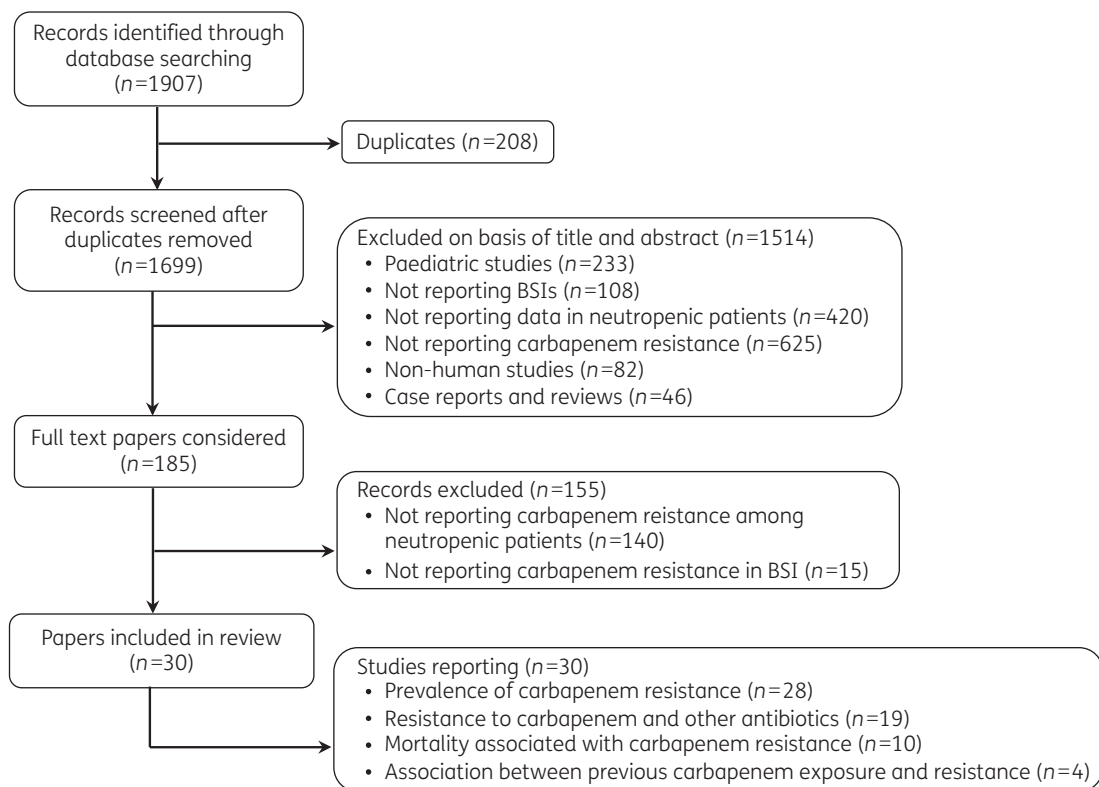 Records identified through
database searching
(n=1907)
Duplicates (n=208)
Records screened after
duplicates removed
(n=1699)
Excluded on basis of title and abstract (n=1514)
• Paediatric studies (n=233)
• Not reporting BSIs (n=108)
• Not reporting data in neutropenic patients (n=420)
• Not reporting carbapenem resistance (n=625)
• Non-human studies (n=82)
• Case reports and reviews (n=46)
Full text papers considered
(n=185)
Records excluded (n=155)
• Not reporting carbapenem reistance among
neutropenic patients (n=140)
• Not reporting carbapenem resistance in BSI (n=15)
Papers included in review
(n=30)
Studies reporting (n=30)
• Prevalence of carbapenem resistance (n=28)
• Resistance to carbapenem and other antibiotics (n=19)
• Mortality associated with carbapenem resistance (n=10)
• Association between previous carbapenem exposure and resistance (n=4)